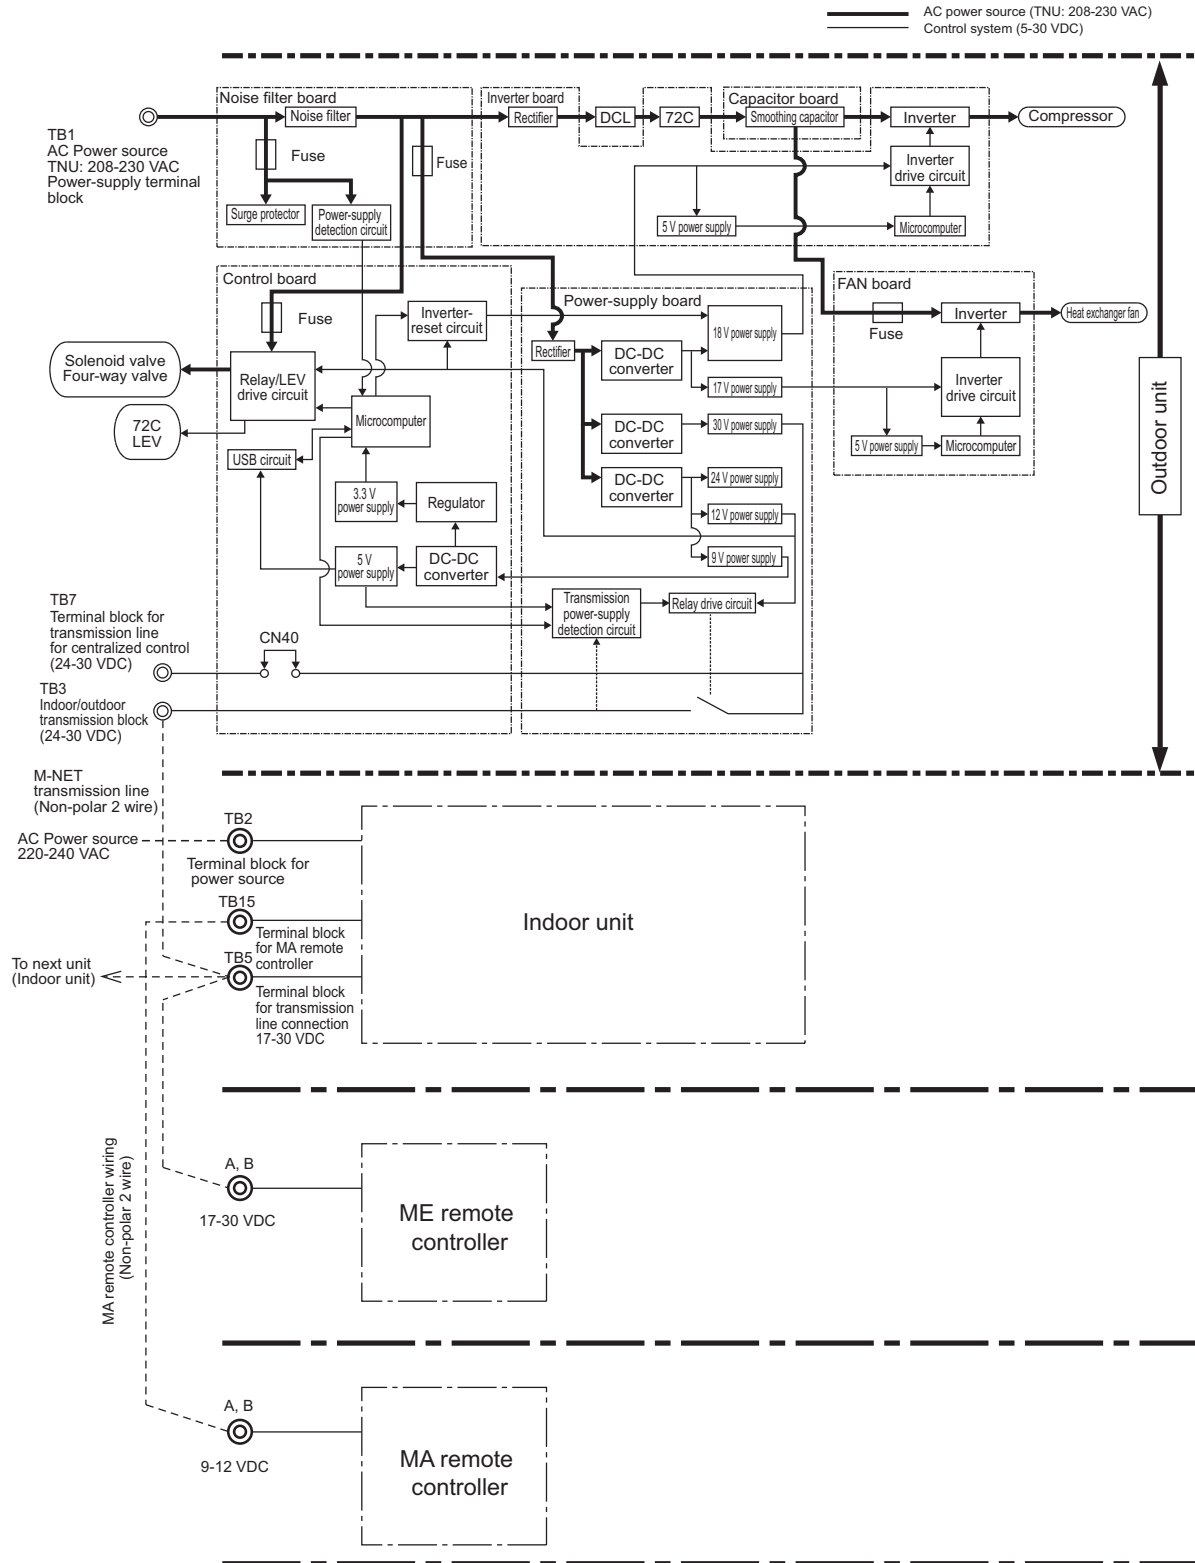 AC power source (TNU: 208-230 VAC)
Control system (5-30 VDC)
Noise filter board
Noise filter
Fuse
Fuse
Surge protector
Power-supply
detection circuit
TB1
AC Power source
TNU: 208-230 VAC
Power-supply terminal
block
Inverter board
Rectifier
DCL
72C
Capacitor board
Smoothing capacitor
Inverter
Compressor
Inverter
drive circuit
5 V power supply
Microcomputer
Control board
Fuse
Inverter-
reset circuit
Solenoid valve
Four-way valve
Relay/LEV
drive circuit
72C
LEV
Microcomputer
USB circuit
3.3 V
power supply
Regulator
5 V
power supply
DC-DC
converter
Power-supply board
Rectifier
DC-DC
converter
18 V power supply
17 V power supply
DC-DC
converter
30 V power supply
DC-DC
converter
24 V power supply
12 V power supply
9 V power supply
Transmission
power-supply
detection circuit
Relay drive circuit
FAN board
Fuse
Inverter
Heat exchanger fan
Inverter
drive circuit
5 V power supply
Microcomputer
Outdoor unit
TB7
Terminal block for
transmission line
for centralized control
(24-30 VDC)
CN40
TB3
Indoor/outdoor
transmission block
(24-30 VDC)
M-NET
transmission line
(Non-polar 2 wire)
AC Power source
220-240 VAC
TB2
Terminal block for
power source
TB15
Terminal block
for MA remote
controller
TB5
To next unit
(Indoor unit)
Terminal block
for transmission
line connection
17-30 VDC
Indoor unit
MA remote controller wiring
(Non-polar 2 wire)
A, B
17-30 VDC
ME remote
controller
A, B
9-12 VDC
MA remote
controller